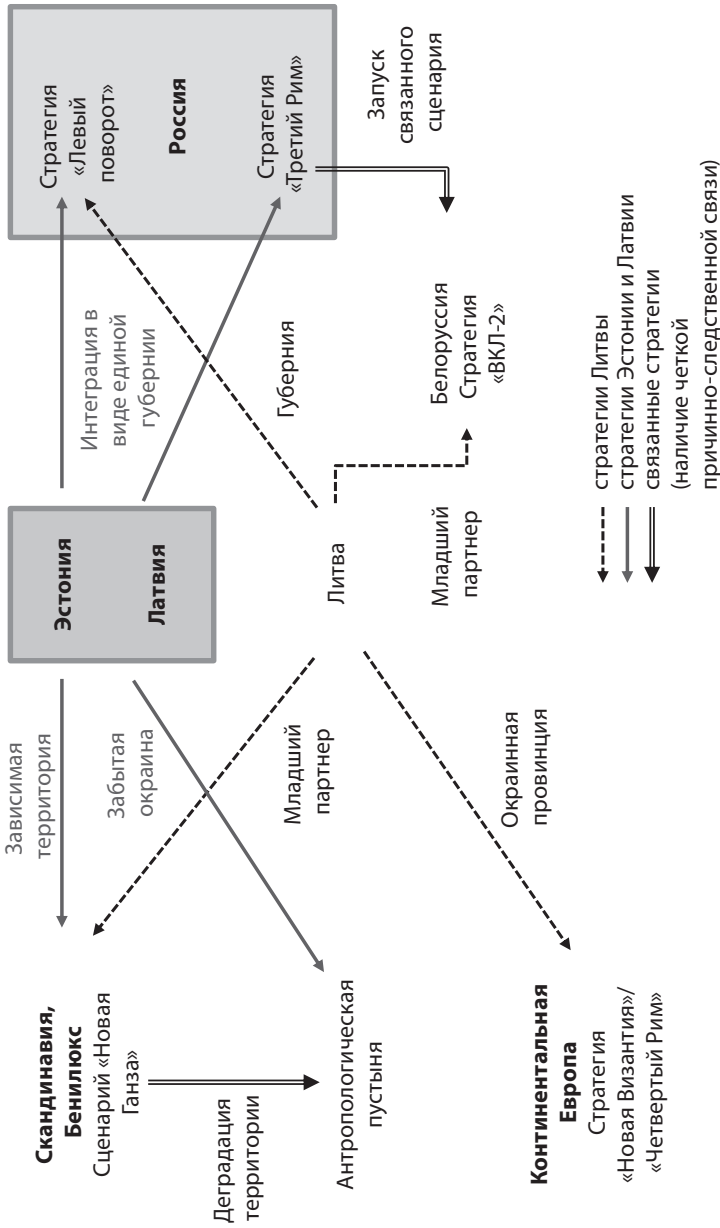 Скандинавия,
Бенилюкс
Сценарий «Новая
Ганза»
Зависимая
территория
Эстония
Латвия
Интеграция в
виде единой
губернии
Стратегия
«Левый
поворот»
Россия
Стратегия
«Третий Рим»
Забытая
окраина
Деградация
территории
Антропологическая
пустыня
Младший
партнер
Литва
Губерния
Запуск
связанного
сценария
Младший
партнер
Белоруссия
Стратегия
«ВКЛ-2»
Окраинная
провинция
Континентальная
Европа
Стратегия
«Новая Византия»/
«Четвертый Рим»
стратегии Литвы
стратегии Эстонии и Латвии
связанные стратегии
(наличие четкой
причинно-следственной связи)